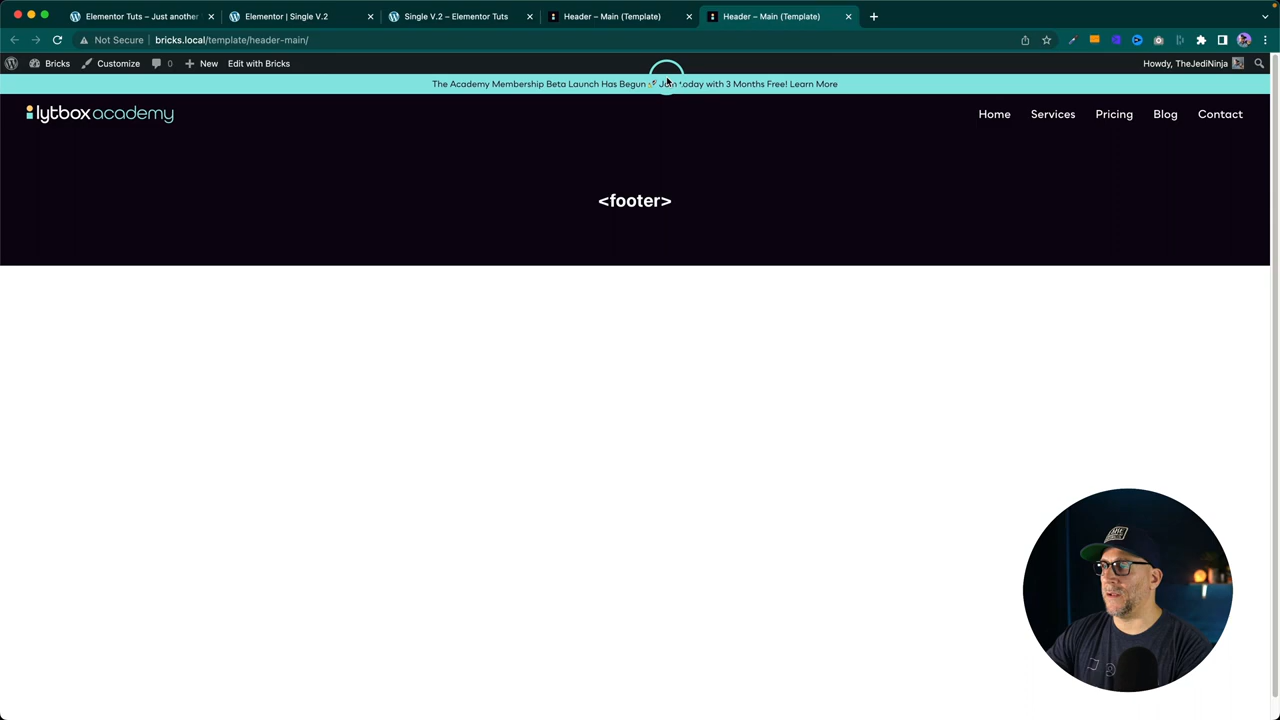 Elementor Tuts – Just another
Elementor | Single V.2
Single V.2 – Elementor Tuts
Header – Main (Template)
Header – Main (Template)
Not Secure
bricks.local/template/header-main/
Bricks
Customize
0
New
Edit with Bricks
Howdy, TheJediNinja
The Academy Membership Beta Launch Has Begun 🚀 Join today with 3 Months Free! Learn More
lytbox academy
Home
Services
Pricing
Blog
Contact
<footer>